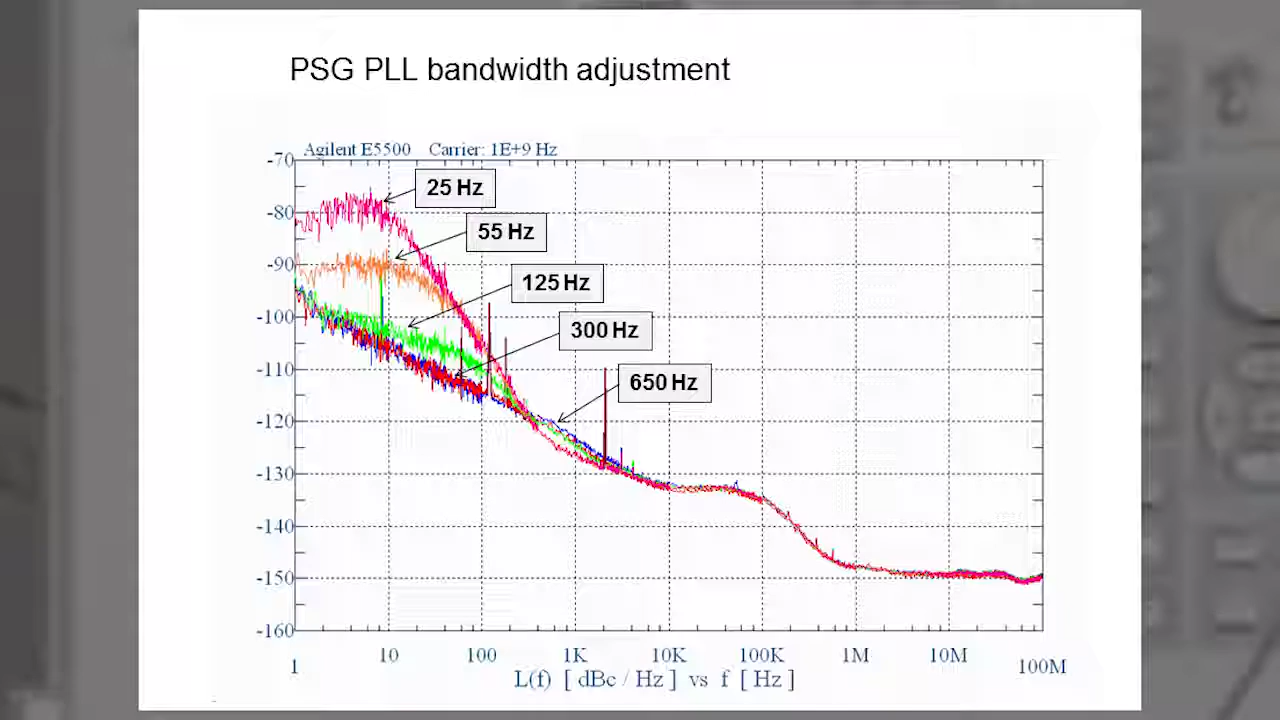 PSG PLL bandwidth adjustment
Agilent E5500 Carrier: 1E+9 Hz
-70
25 Hz
-80
55 Hz
-90
125 Hz
-100
300 Hz
-110
650 Hz
-120
-130
-140
-150
-160
1 10 100 1K 10K 100K 1M 10M 100M
L(f) [ dBc / Hz ] vs f [ Hz ]